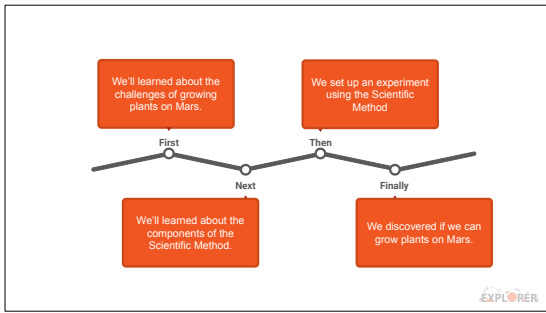 We'll learned about the
challenges of growing
plants on Mars.
First
We'll learned about the
components of the
Scientific Method.
Next
We set up an experiment
using the Scientific
Method
Then
We discovered if we can
grow plants on Mars.
Finally
EXPLORER